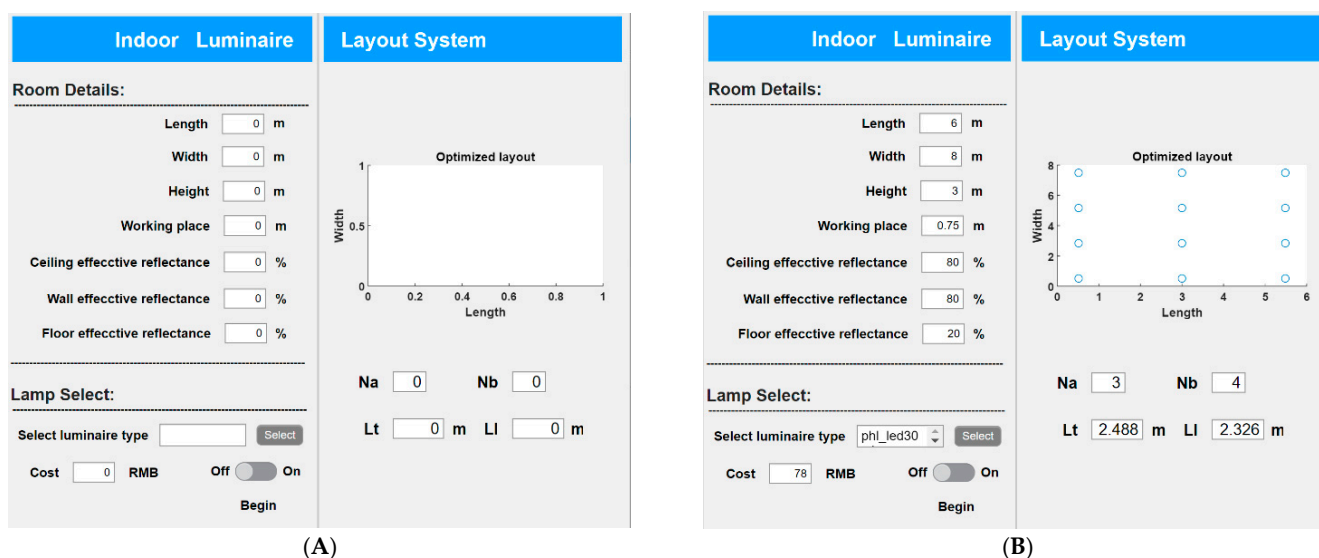 Indoor Luminaire Layout System
Room Details:
Length 0 m
Width 0 m
Height 0 m
Working place 0 m
Ceiling effecctive reflectance 0 %
Wall effecctive reflectance 0 %
Floor effecctive reflectance 0 %
Lamp Select:
Select luminaire type Select
Cost 0 RMB Off On
Begin
Optimized layout
Width
1
0.5
0
0 0.2 0.4 0.6 0.8 1
Length
Na 0 Nb 0
Lt 0 m Ll 0 m
(A)
Indoor Luminaire Layout System
Room Details:
Length 6 m
Width 8 m
Height 3 m
Working place 0.75 m
Ceiling effecctive reflectance 80 %
Wall effecctive reflectance 80 %
Floor effecctive reflectance 20 %
Lamp Select:
Select luminaire type phl_led30 Select
Cost 78 RMB Off On
Begin
Optimized layout
Width
8
6
4
2
0
0 1 2 3 4 5 6
Length
Na 3 Nb 4
Lt 2.488 m Ll 2.326 m
(B)